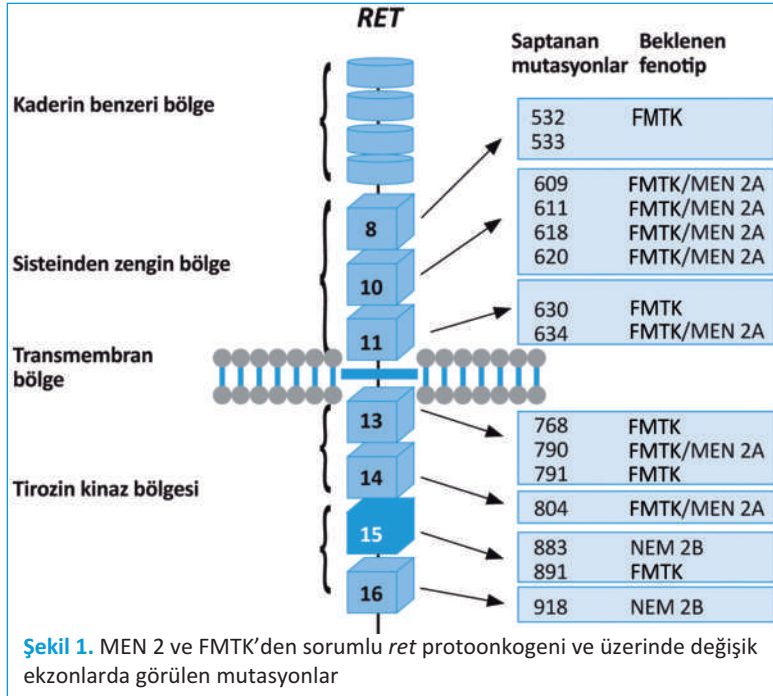 RET
Saptanan
mutasyonlar
Beklenen
fenotip
Kaderin benzeri bölge
Sisteinden zengin bölge
Transmembran
bölge
Tirozin kinaz bölgesi
8
10
11
13
14
15
16
532 FMTK
533
609 FMTK/MEN 2A
611 FMTK/MEN 2A
618 FMTK/MEN 2A
620 FMTK/MEN 2A
630 FMTK
634 FMTK/MEN 2A
768 FMTK
790 FMTK/MEN 2A
791 FMTK
804 FMTK/MEN 2A
883 NEM 2B
891 FMTK
918 NEM 2B
Şekil 1. MEN 2 ve FMTK’den sorumlu ret protoonkogeni ve üzerinde değişik
ekzonlarda görülen mutasyonlar